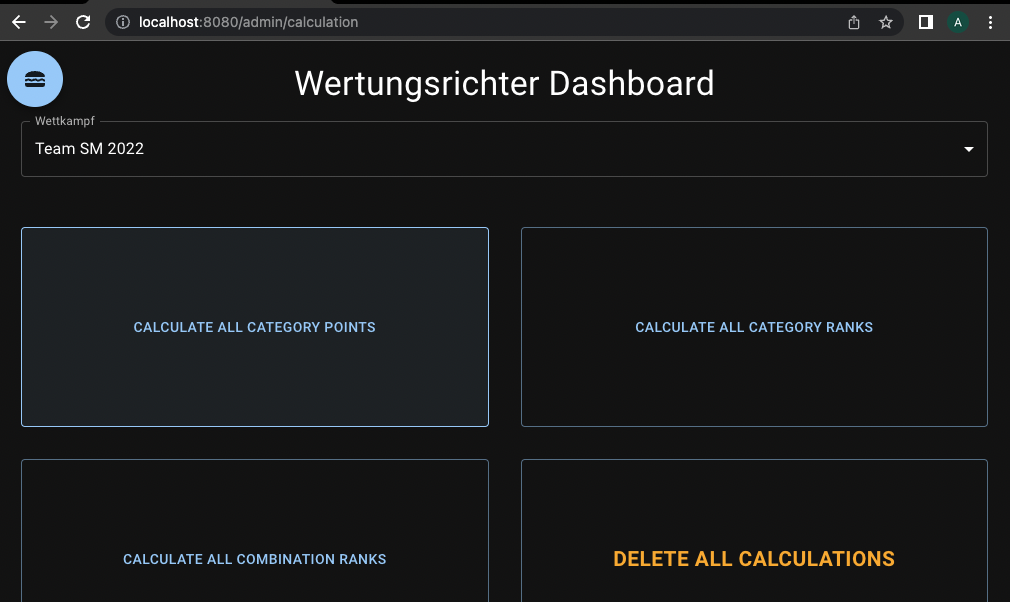 localhost:8080/admin/calculation
A
Wertungsrichter Dashboard
Wettkampf
Team SM 2022
CALCULATE ALL CATEGORY POINTS
CALCULATE ALL CATEGORY RANKS
CALCULATE ALL COMBINATION RANKS
DELETE ALL CALCULATIONS